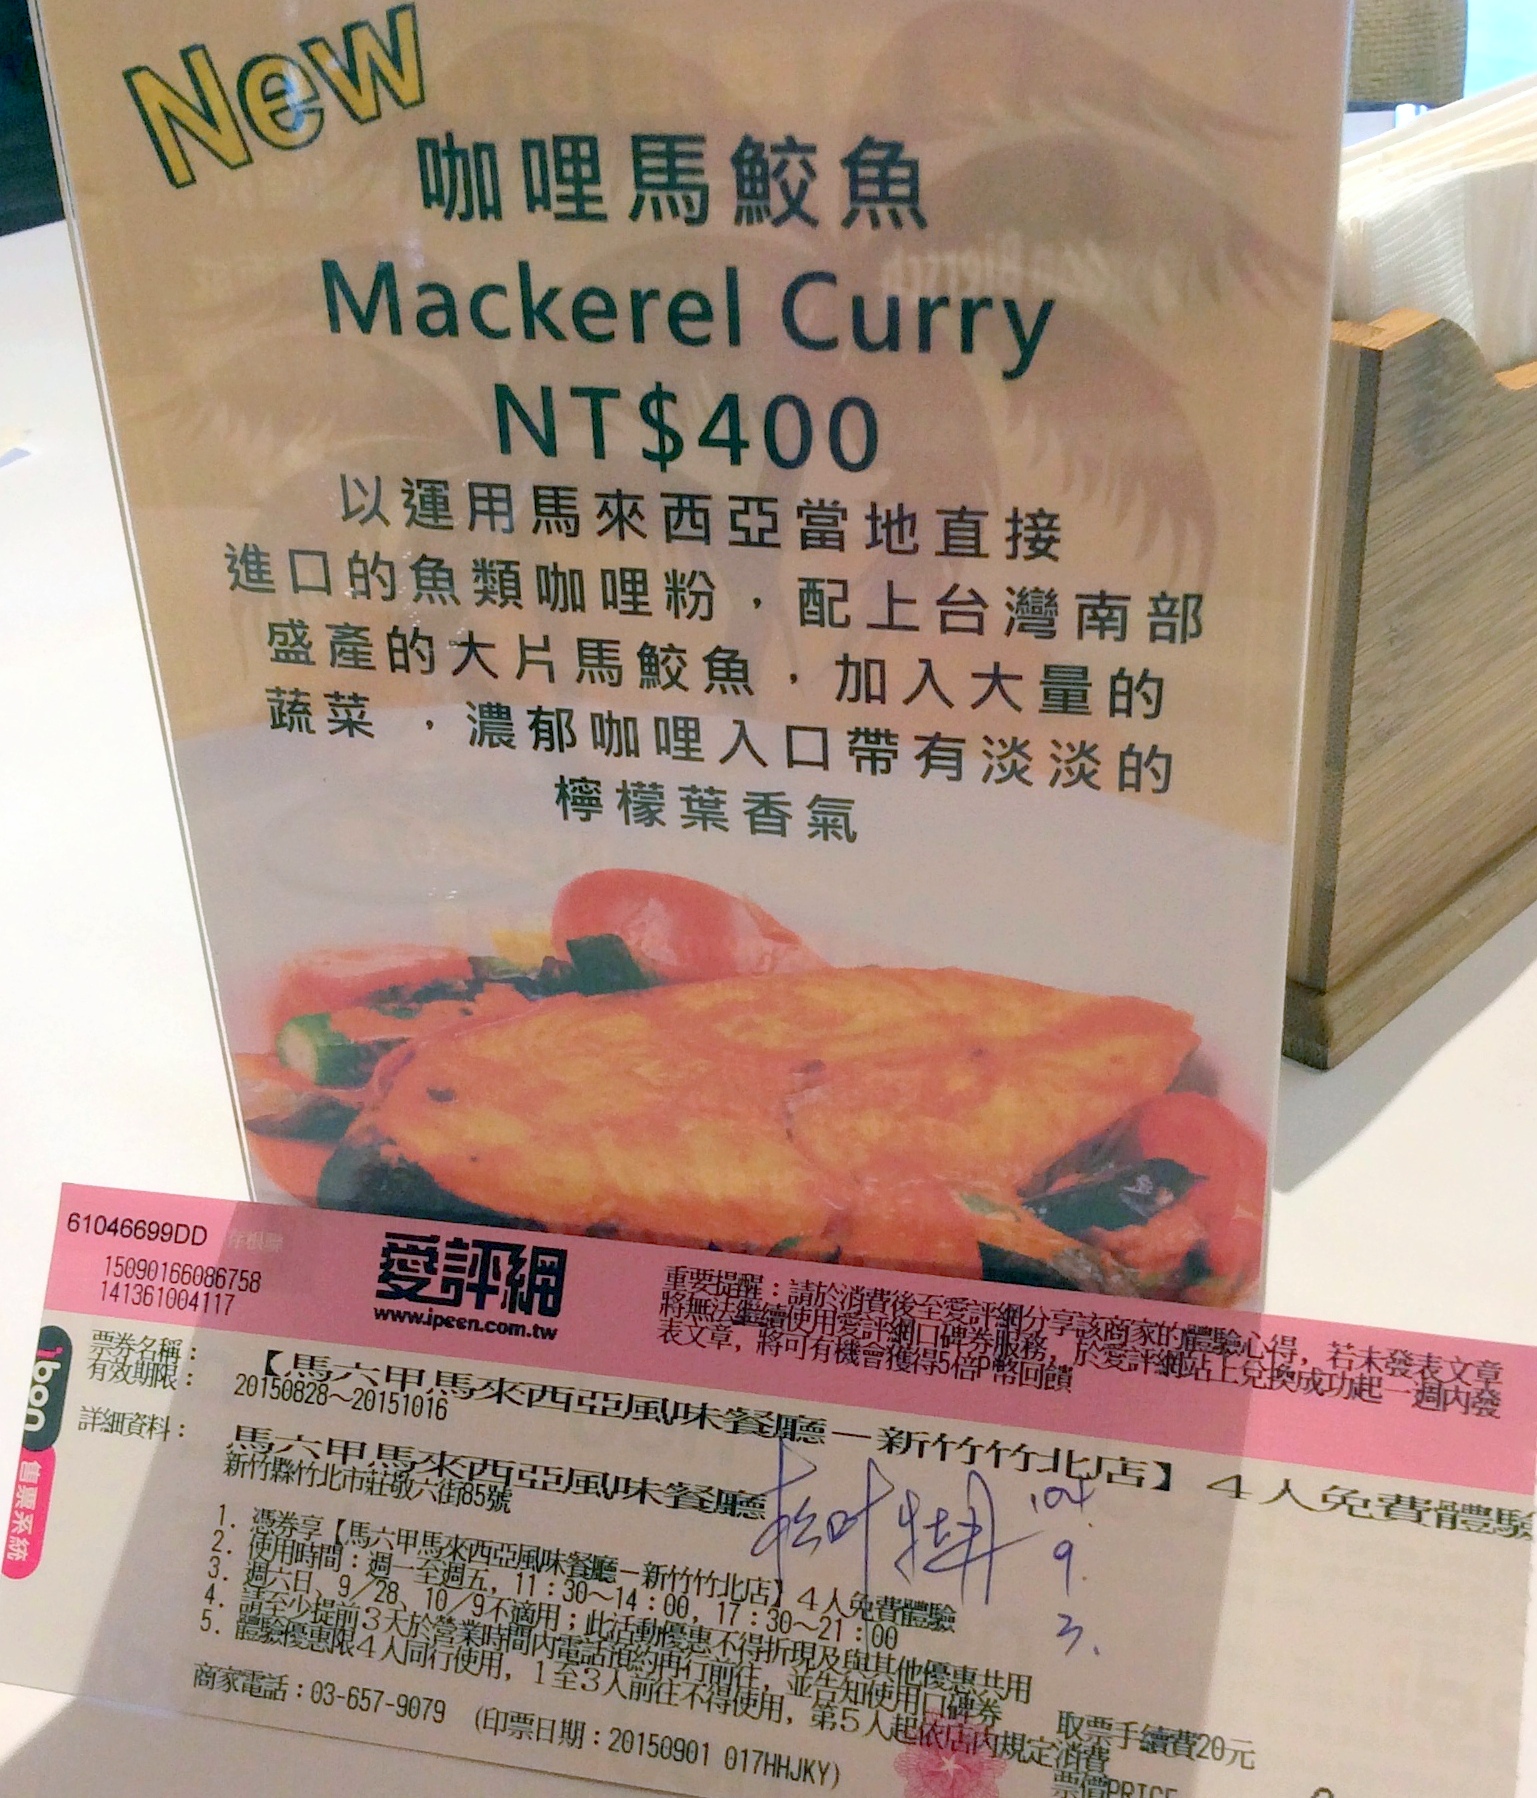 New
咖哩馬鮫魚
Mackerel Curry
NT$400
以運用馬來西亞當地直接
進口的魚類咖哩粉，配上台灣南部
盛產的大片馬鮫魚，加入大量的
蔬菜，濃郁咖哩入口帶有淡淡的
檸檬葉香氣
61046699DD 存根聯
15090166086758
141361004117
愛評網
www.ipeen.com.tw
重要提醒：請於消費後至愛評網分享該商家的體驗心得，若未發表文章
將無法繼續使用愛評網口碑券服務，於愛評網站上兌換成功起一週內發
表文章，將可有機會獲得5倍P幣回饋
ibon
售票系統
票券名稱：【馬六甲馬來西亞風味餐廳－新竹竹北店】４人免費體驗
有效期限：20150828～20151016
詳細資料：馬六甲馬來西亞風味餐廳
新竹縣竹北市莊敬六街85號
104.
9.
3.
1. 憑券享【馬六甲馬來西亞風味餐廳－新竹竹北店】４人免費體驗
2. 使用時間：週一至週五，11：30～14：00，17：30～21：00
3. 週六日、9／28、10／9不適用；此活動優惠不得折現及與其他優惠共用
4. 請至少提前３天於營業時間內電話預約再行前往，並告知使用口碑券
5. 體驗優惠限４人同行使用，１至３人前往不得使用，第５人起依店內規定消費
商家電話：03-657-9079 (印票日期：20150901 017HHJKY)
取票手續費20元
票價PRICE